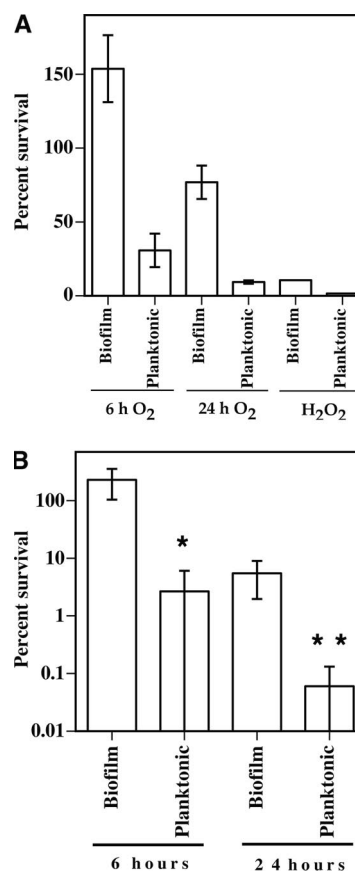 A
Percent survival
150
100
50
0
Biofilm
Planktonic
Biofilm
Planktonic
Biofilm
Planktonic
6 h O₂
24 h O₂
H₂O₂
B
Percent survival
100
10
1
0.1
0.01
*
* *
Biofilm
Planktonic
Biofilm
Planktonic
6 hours
2 4 hours